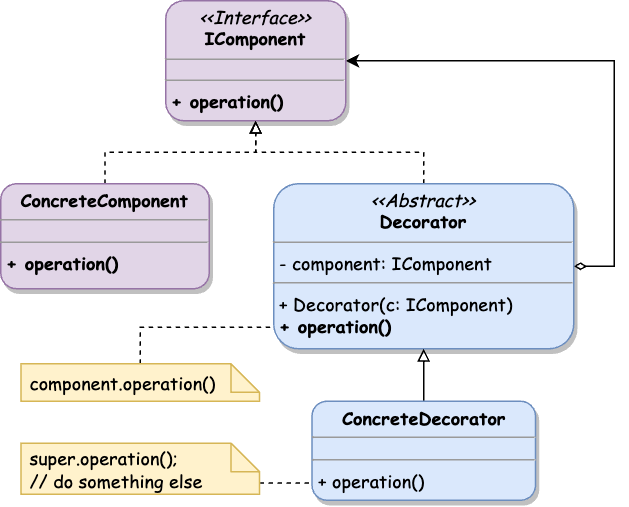 <<Interface>>
IComponent
+ operation()
ConcreteComponent
+ operation()
<<Abstract>>
Decorator
- component: IComponent
+ Decorator(c: IComponent)
+ operation()
component.operation()
ConcreteDecorator
+ operation()
super.operation();
// do something else